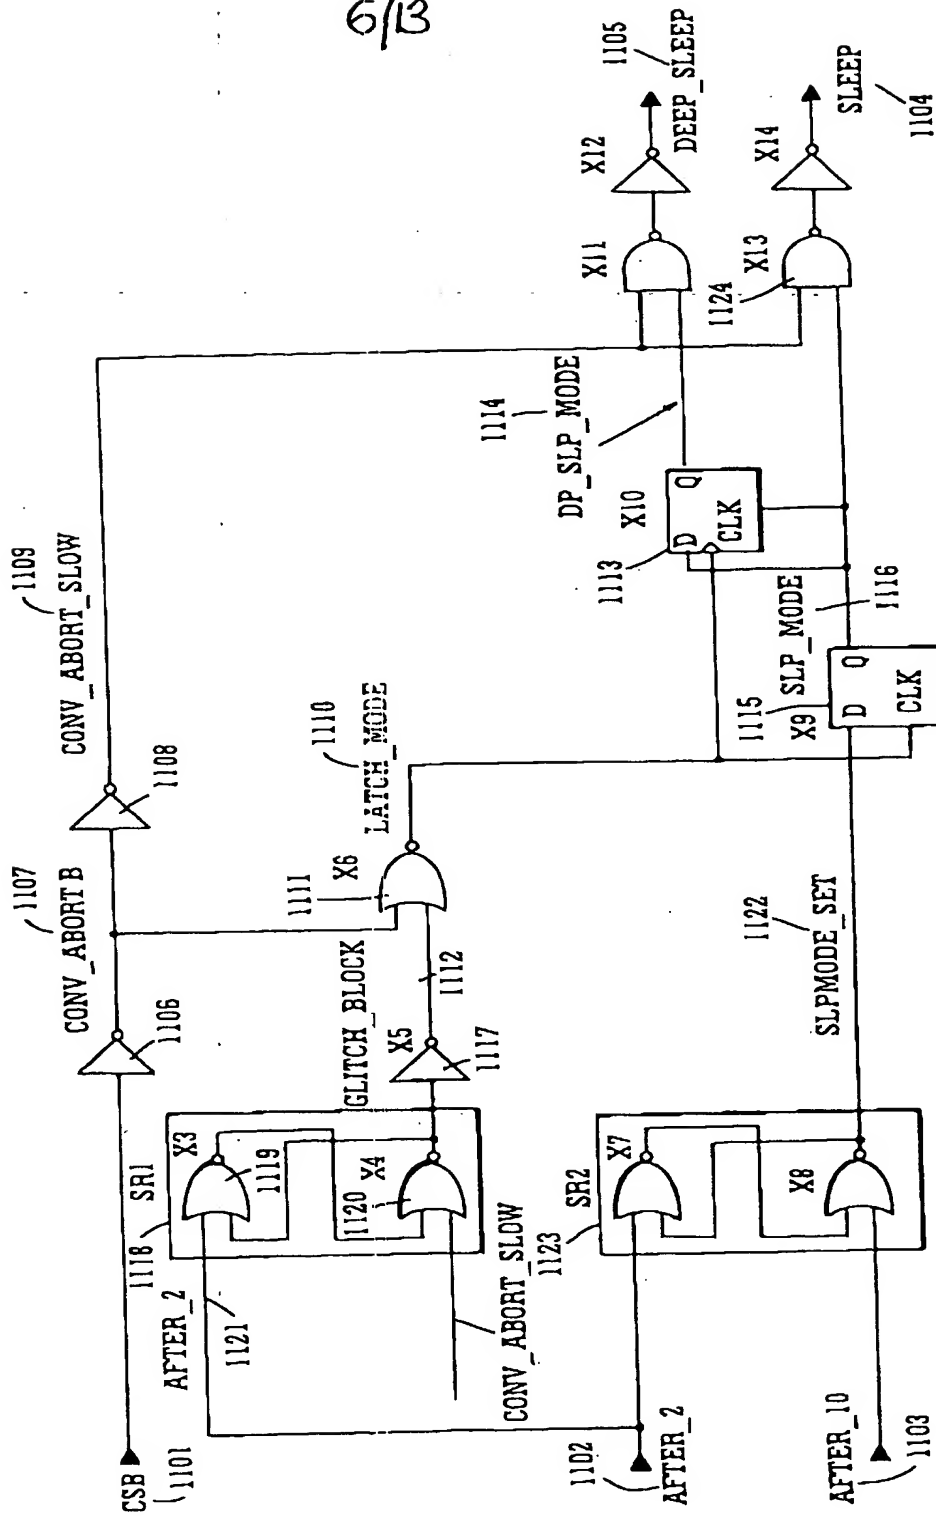 6/13
CSB
1101
1106
CONV_ABORT B
1107
1108
CONV_ABORT_SLOW
1109
1118
SR1
X3
1119
X4
1120
AFTER_2
1121
CONV_ABORT_SLOW
GLITCH_BLOCK
X5
1117
1112
1111
X6
LATCH_MODE
1110
1102
AFTER_2
AFTER_10
1103
1123
SR2
X7
X8
SLPMODE_SET
1122
1115
X9
D
Q
CLK
SLP_MODE
1116
1113
X10
D
Q
CLK
DP_SLP_MODE
1114
X11
X12
DEEP_SLEEP
1105
1124
X13
X14
SLEEP
1104